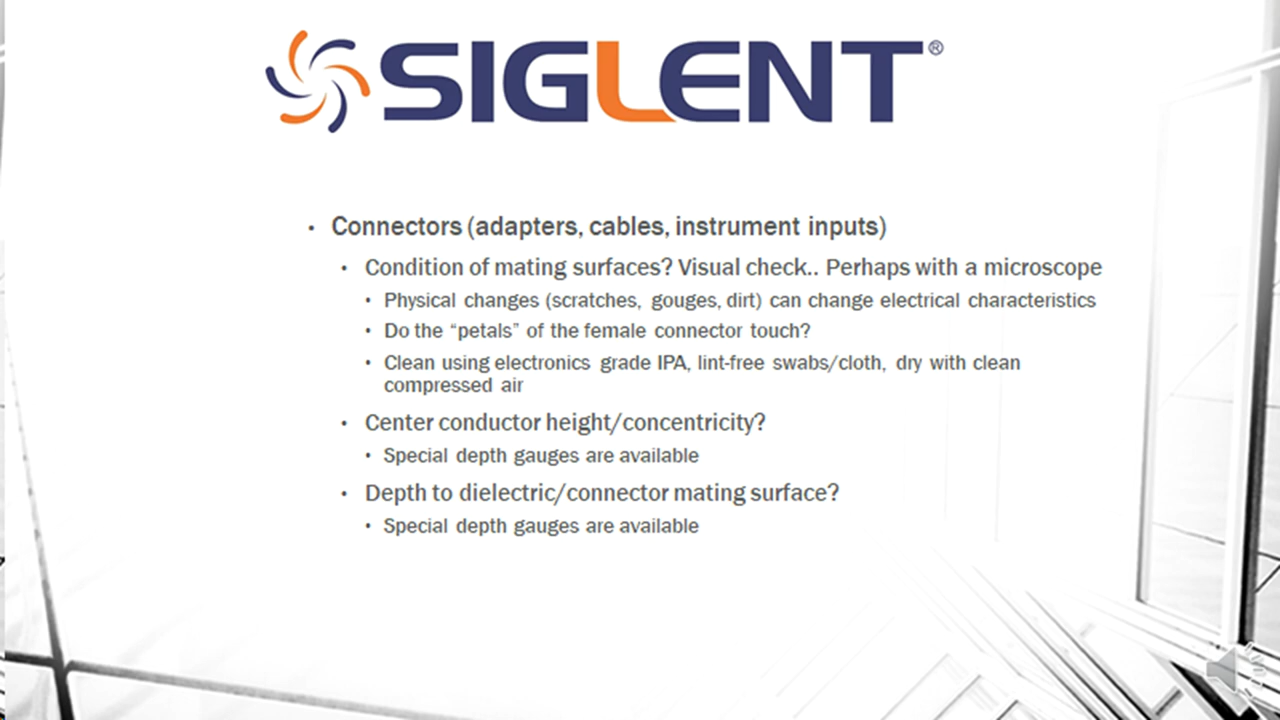 SIGLENT®
• Connectors (adapters, cables, instrument inputs)
• Condition of mating surfaces? Visual check.. Perhaps with a microscope
• Physical changes (scratches, gouges, dirt) can change electrical characteristics
• Do the “petals” of the female connector touch?
• Clean using electronics grade IPA, lint-free swabs/cloth, dry with clean
compressed air
• Center conductor height/concentricity?
• Special depth gauges are available
• Depth to dielectric/connector mating surface?
• Special depth gauges are available